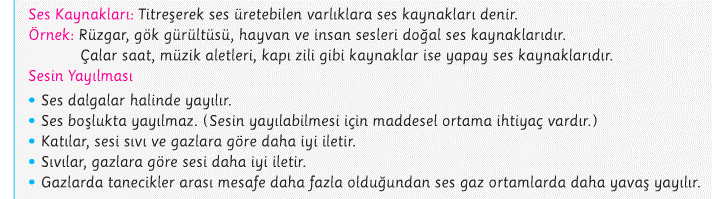 Ses Kaynakları: Titreşerek ses üretebilen varlıklara ses kaynakları denir.
Örnek: Rüzgar, gök gürültüsü, hayvan ve insan sesleri doğal ses kaynaklarıdır.
Çalar saat, müzik aletleri, kapı zili gibi kaynaklar ise yapay ses kaynaklarıdır.
Sesin Yayılması
• Ses dalgalar halinde yayılır.
• Ses boşlukta yayılmaz. (Sesin yayılabilmesi için maddesel ortama ihtiyaç vardır.)
• Katılar, sesi sıvı ve gazlara göre daha iyi iletir.
• Sıvılar, gazlara göre sesi daha iyi iletir.
• Gazlarda tanecikler arası mesafe daha fazla olduğundan ses gaz ortamlarda daha yavaş yayılır.